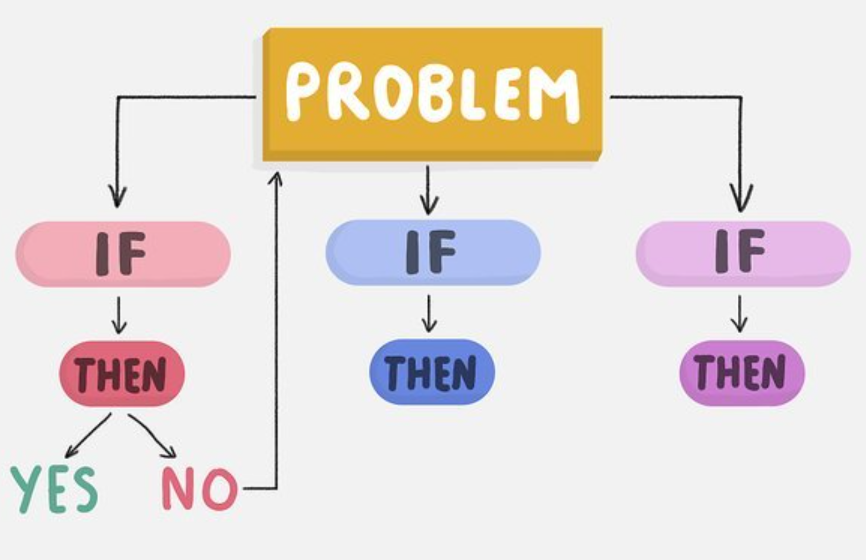 PROBLEM
IF
IF
IF
THEN
THEN
THEN
YES
NO